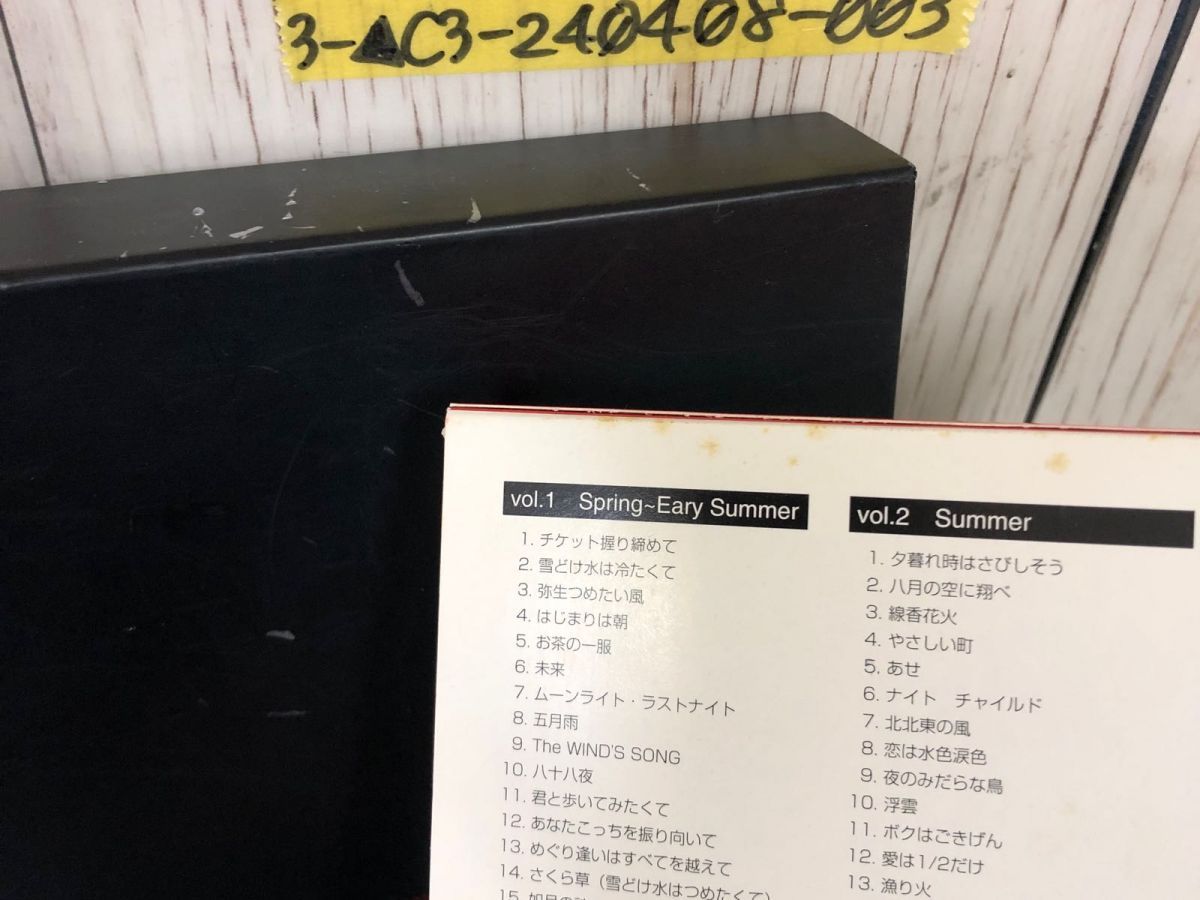 3-▲C3-240408-003
vol.1 Spring~Eary Summer
1. チケット握り締めて
2. 雪どけ水は冷たくて
3. 弥生つめたい風
4. はじまりは朝
5. お茶の一服
6. 未来
7. ムーンライト・ラストナイト
8. 五月雨
9. The WIND'S SONG
10. 八十八夜
11. 君と歩いてみたくて
12. あなたこっちを振り向いて
13. めぐり逢いはすべてを越えて
14. さくら草（雪どけ水はつめたくて）
15. 如月の
vol.2 Summer
1. 夕暮れ時はさびしそう
2. 八月の空に翔べ
3. 線香花火
4. やさしい町
5. あせ
6. ナイト チャイルド
7. 北北東の風
8. 恋は水色涙色
9. 夜のみだらな鳥
10. 浮雲
11. ボクはごきげん
12. 愛は1/2だけ
13. 漁り火